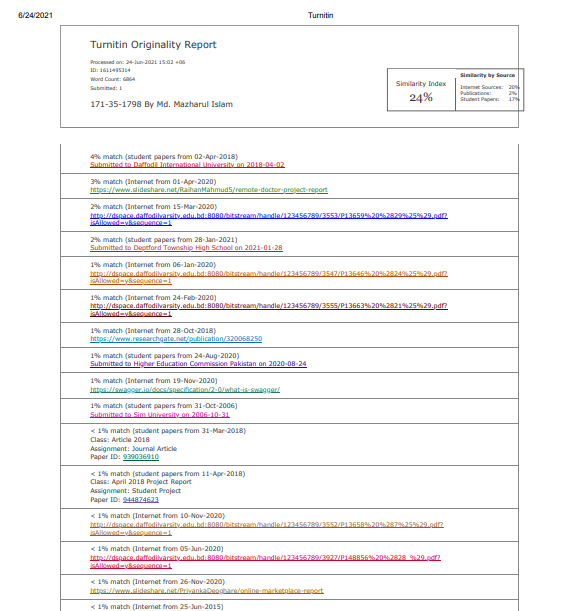 6/24/2021
Turnitin
Turnitin Originality Report
Processed on: 24-Jun-2021 15:02 +06
ID: 1611495314
Word Count: 6864
Submitted: 1
171-35-1798 By Md. Mazharul Islam
Similarity Index
24%
Similarity by Source
Internet Sources: 20%
Publications: 2%
Student Papers: 17%
4% match (student papers from 02-Apr-2018)
Submitted to Daffodil International University on 2018-04-02
3% match (Internet from 01-Apr-2020)
https://www.slideshare.net/RaihanMahmud5/remote-doctor-project-report
2% match (Internet from 15-Mar-2020)
http://dspace.daffodilvarsity.edu.bd:8080/bitstream/handle/123456789/3553/P13659%20%2829%25%29.pdf?
isAllowed=y&sequence=1
2% match (student papers from 28-Jan-2021)
Submitted to Deptford Township High School on 2021-01-28
1% match (Internet from 06-Jan-2020)
http://dspace.daffodilvarsity.edu.bd:8080/bitstream/handle/123456789/3547/P13646%20%2824%25%29.pdf?
isAllowed=y&sequence=1
1% match (Internet from 24-Feb-2020)
http://dspace.daffodilvarsity.edu.bd:8080/bitstream/handle/123456789/3555/P13663%20%2821%25%29.pdf?
isAllowed=y&sequence=1
1% match (Internet from 28-Oct-2018)
https://www.researchgate.net/publication/320068250
1% match (student papers from 24-Aug-2020)
Submitted to Higher Education Commission Pakistan on 2020-08-24
1% match (Internet from 19-Nov-2020)
https://swagger.io/docs/specification/2-0/what-is-swagger/
1% match (student papers from 31-Oct-2006)
Submitted to Sim University on 2006-10-31
< 1% match (student papers from 31-Mar-2018)
Class: Article 2018
Assignment: Journal Article
Paper ID: 939036910
< 1% match (student papers from 11-Apr-2018)
Class: April 2018 Project Report
Assignment: Student Project
Paper ID: 944874623
< 1% match (Internet from 10-Nov-2020)
http://dspace.daffodilvarsity.edu.bd:8080/bitstream/handle/123456789/3552/P13658%20%287%25%29.pdf?
isAllowed=y&sequence=1
< 1% match (Internet from 05-Jun-2020)
http://dspace.daffodilvarsity.edu.bd:8080/bitstream/handle/123456789/3927/P148856%20%2828_%29.pdf?
isAllowed=y&sequence=1
< 1% match (Internet from 26-Nov-2020)
https://www.slideshare.net/PriyankaDeoghare/online-marketplace-report
< 1% match (Internet from 25-Jun-2015)